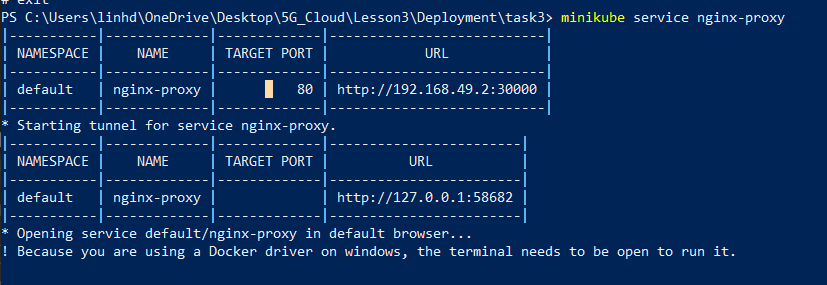 # exit
PS C:\Users\linhd\OneDrive\Desktop\5G_Cloud\Lesson3\Deployment\task3> minikube service nginx-proxy
|-----------|-------------|-------------|---------------------------|
| NAMESPACE |    NAME     | TARGET PORT |            URL            |
|-----------|-------------|-------------|---------------------------|
| default   | nginx-proxy |          80 | http://192.168.49.2:30000 |
|-----------|-------------|-------------|---------------------------|
* Starting tunnel for service nginx-proxy.
|-----------|-------------|-------------|------------------------|
| NAMESPACE |    NAME     | TARGET PORT |          URL           |
|-----------|-------------|-------------|------------------------|
| default   | nginx-proxy |             | http://127.0.0.1:58682 |
|-----------|-------------|-------------|------------------------|
* Opening service default/nginx-proxy in default browser...
! Because you are using a Docker driver on windows, the terminal needs to be open to run it.